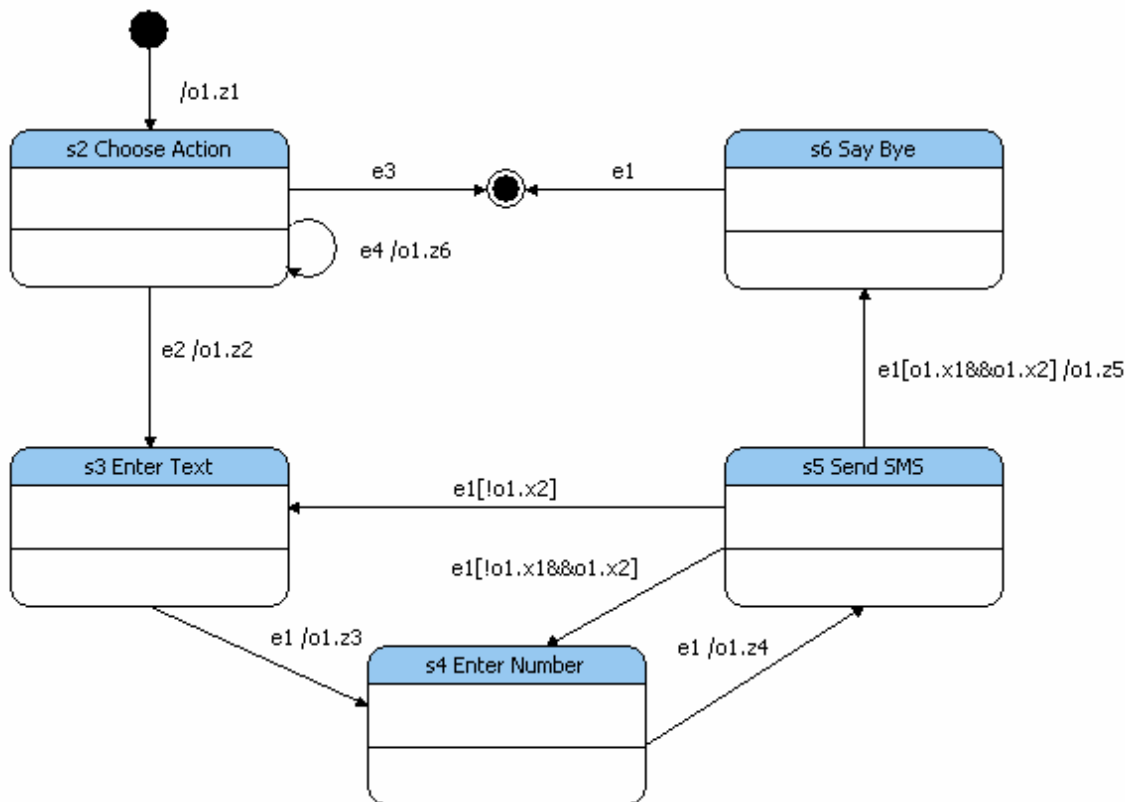 /o1.z1
s2 Choose Action
s6 Say Bye
e3
e1
e4 /o1.z6
e2 /o1.z2
e1[o1.x1&&o1.x2] /o1.z5
s3 Enter Text
s5 Send SMS
e1[!o1.x2]
e1[!o1.x1&&o1.x2]
e1 /o1.z3
e1 /o1.z4
s4 Enter Number